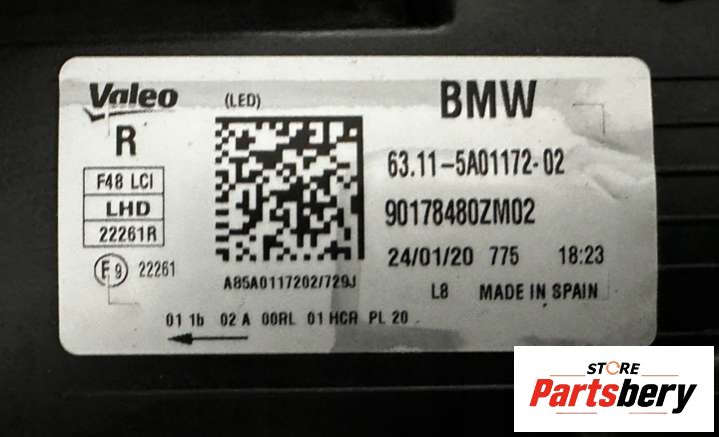 Valeo
(LED)
BMW
R
63.11-5A01172-02
F48 LCI
LHD
22261R
90178480ZM02
24/01/20 775 18:23
E9 22261
A85A0117202/729J
L8 MADE IN SPAIN
01 1b 02 A 00RL 01 HCR PL 20
STORE
Partsbery